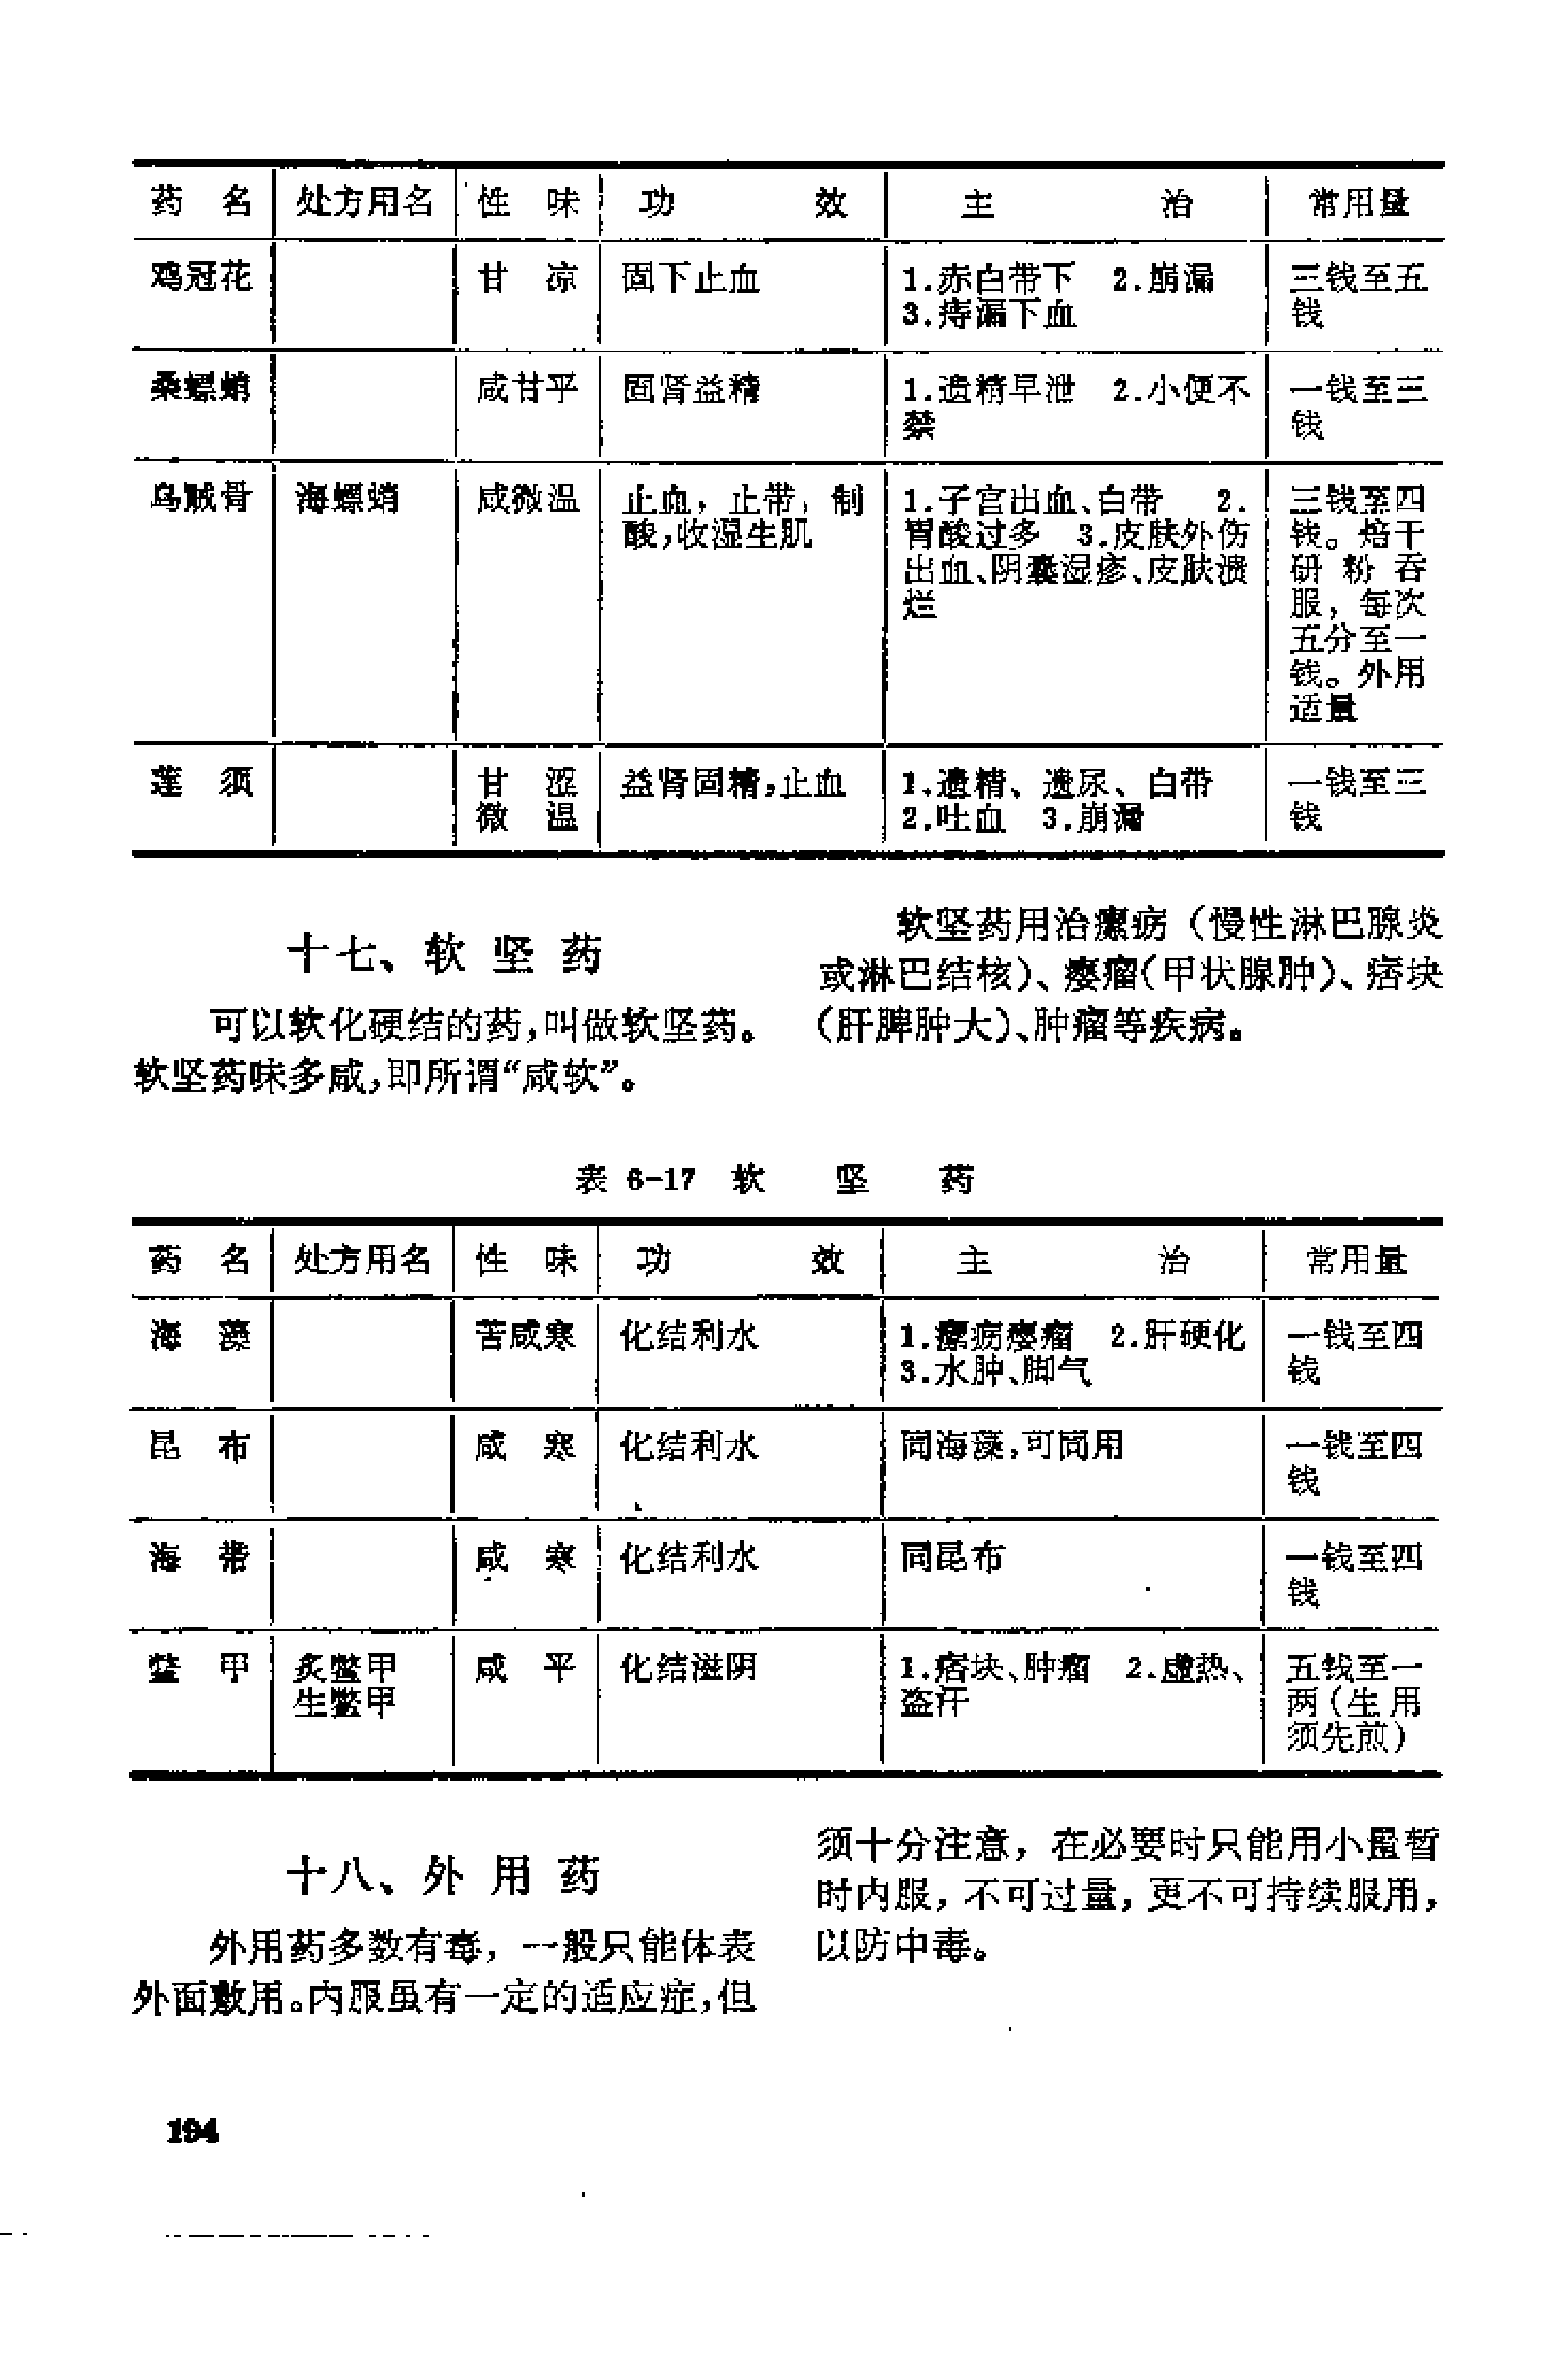 药 名 处方用名 性 味 功 效 主 治 常用量
鸡冠花 甘 凉 固下止血 1.赤白带下 2.崩漏 三钱至五
3.痔漏下血 钱
桑螵蛸 咸甘平 固肾益精 1.遗精早泄 2.小便不 一钱至三
禁 钱
乌贼骨 海螵蛸 咸微温 止血，止带，制 1.子宫出血、白带 2. 三钱至四
酸，收湿生肌 胃酸过多 3.皮肤外伤 钱。焙干
出血、阴囊湿疹、皮肤溃 研 粉 吞
烂 服，每次
五分至一
钱。外用
适量
莲 须 甘 涩 益肾固精，止血 1.遗精、遗尿、白带 一钱至三
微 温 2.吐血 3.崩漏 钱
十七、软 坚 药
可以软化硬结的药，叫做软坚药。
软坚药味多咸，即所谓“咸软”。
软坚药用治瘰疬（慢性淋巴腺炎
或淋巴结核）、瘿瘤（甲状腺肿）、痞块
（肝脾肿大）、肿瘤等疾病。
表 6-17 软 坚 药
药 名 处方用名 性 味 功 效 主 治 常用量
海 藻 苦咸寒 化结利水 1.瘰疬瘿瘤 2.肝硬化 一钱至四
3.水肿、脚气 钱
昆 布 咸 寒 化结利水 同海藻，可同用 一钱至四
钱
海 带 咸 寒 化结利水 同昆布 一钱至四
钱
鳖 甲 炙鳖甲 咸 平 化结滋阴 1.痞块、肿瘤 2.虚热、 五钱至一
生鳖甲 盗汗 两（生 用
须先煎）
十八、外 用 药
外用药多数有毒，一般只能体表
外面敷用。内服虽有一定的适应症，但
须十分注意，在必要时只能用小量暂
时内服，不可过量，更不可持续服用，
以防中毒。
194